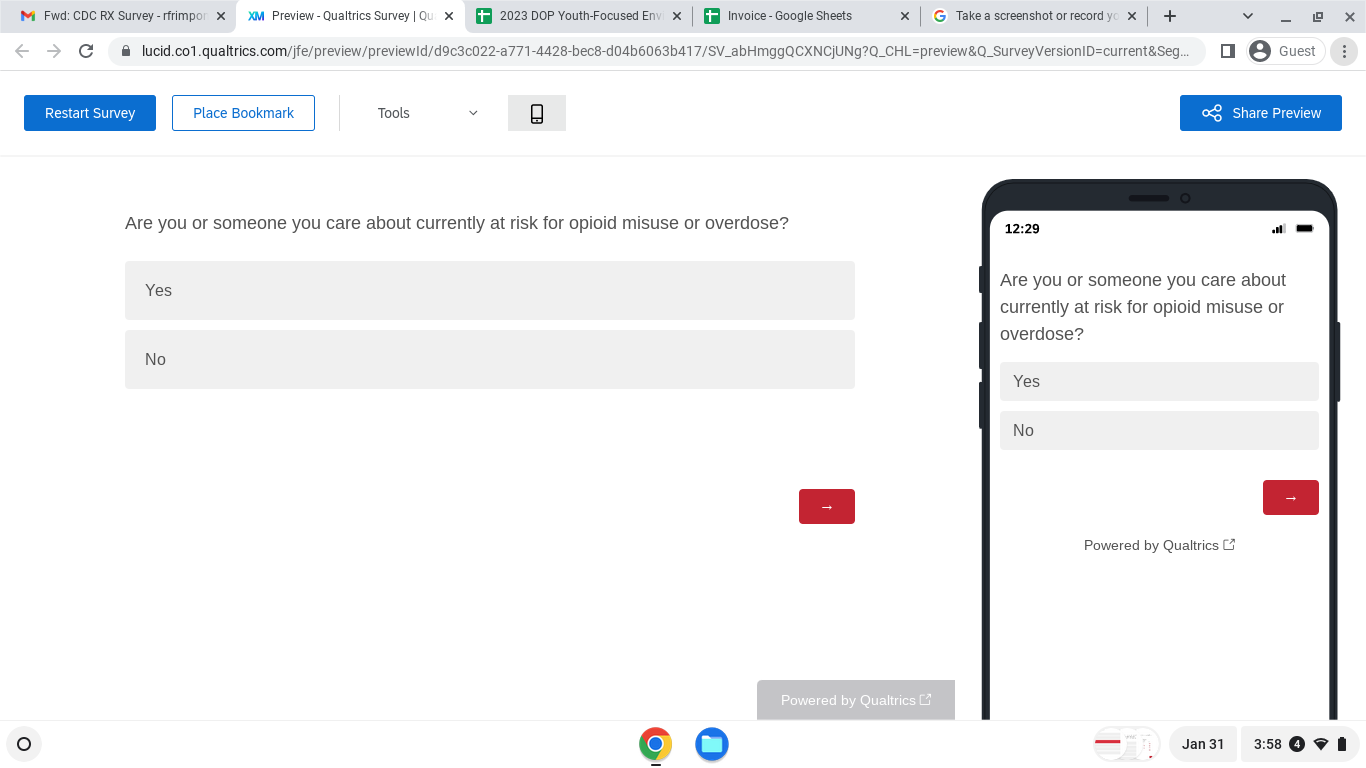 Fwd: CDC RX Survey - rfrimpor
Preview - Qualtrics Survey | Qu
2023 DOP Youth-Focused Envi
Invoice - Google Sheets
Take a screenshot or record yo
lucid.co1.qualtrics.com/jfe/preview/previewId/d9c3c022-a771-4428-bec8-d04b6063b417/SV_abHmggQCXNCjUNg?Q_CHL=preview&Q_SurveyVersionID=current&Seg…
Guest
Restart Survey
Place Bookmark
Tools
Share Preview
Are you or someone you care about currently at risk for opioid misuse or overdose?
Yes
No
→
Powered by Qualtrics
12:29
Are you or someone you care about
currently at risk for opioid misuse or
overdose?
Yes
No
→
Powered by Qualtrics
Jan 31
3:58
4